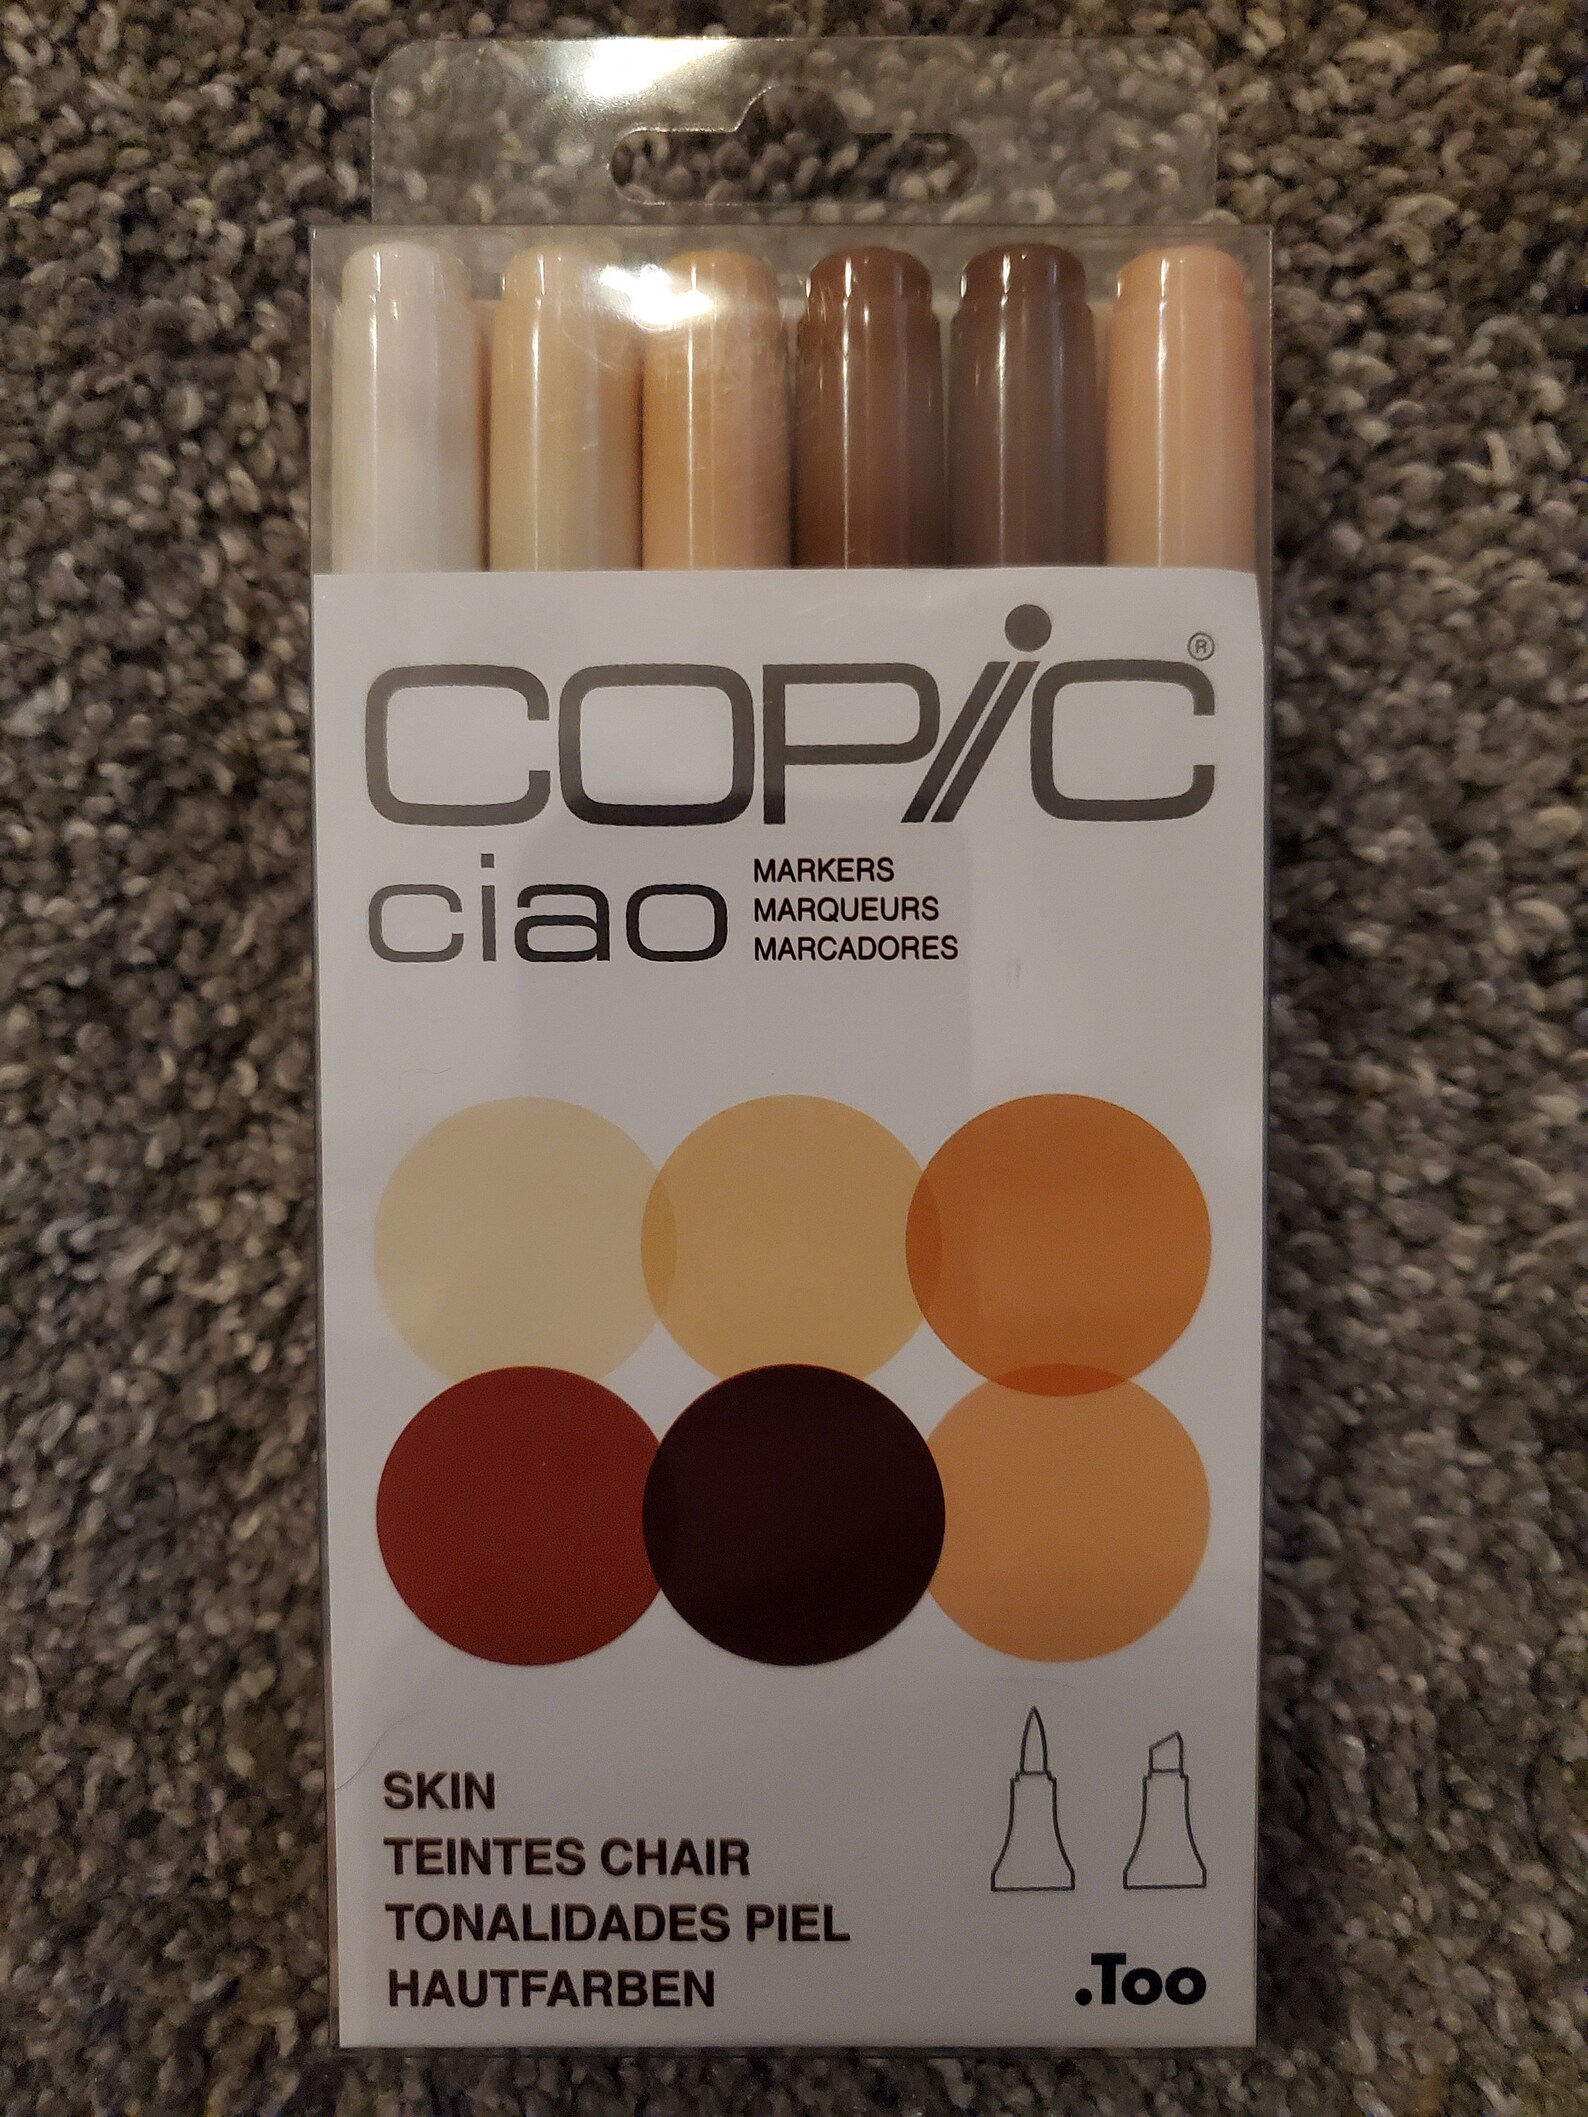 COPIC®
ciao
MARKERS
MARQUEURS
MARCADORES
SKIN
TEINTES CHAIR
TONALIDADES PIEL
HAUTFARBEN
.Too